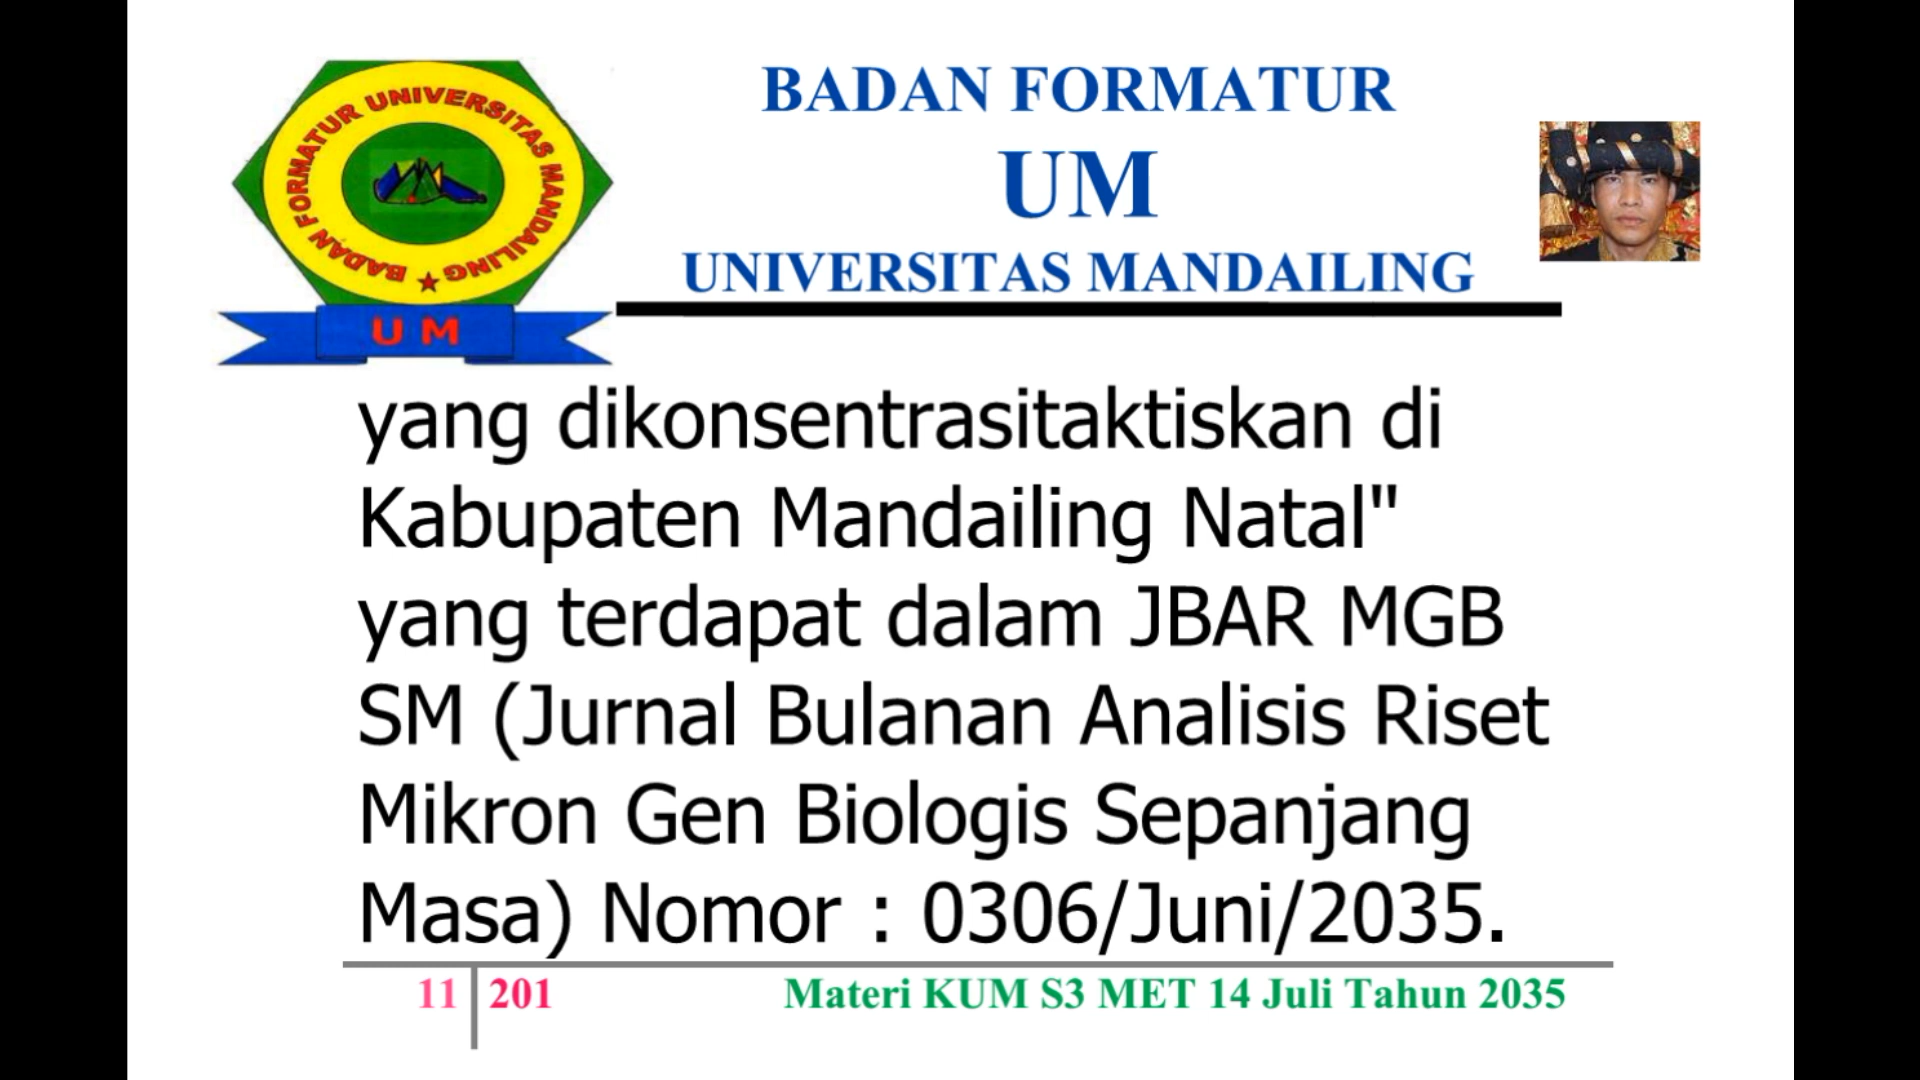 BADAN FORMATUR UNIVERSITAS MANDAILING
U M
BADAN FORMATUR
UM
UNIVERSITAS MANDAILING
yang dikonsentrasitaktiskan di
Kabupaten Mandailing Natal"
yang terdapat dalam JBAR MGB
SM (Jurnal Bulanan Analisis Riset
Mikron Gen Biologis Sepanjang
Masa) Nomor : 0306/Juni/2035.
11 201
Materi KUM S3 MET 14 Juli Tahun 2035